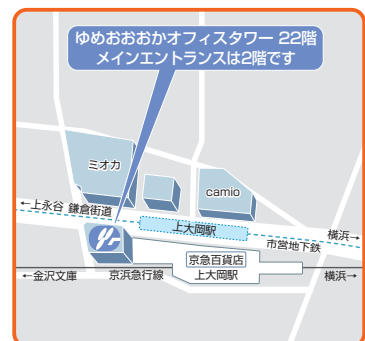 ゆめおおおかオフィスタワー 22階
メインエントランスは2階です
ミオカ
camio
←上永谷 鎌倉街道
上大岡駅
横浜→
市営地下鉄
京急百貨店
上大岡駅
←金沢文庫
京浜急行線
横浜→